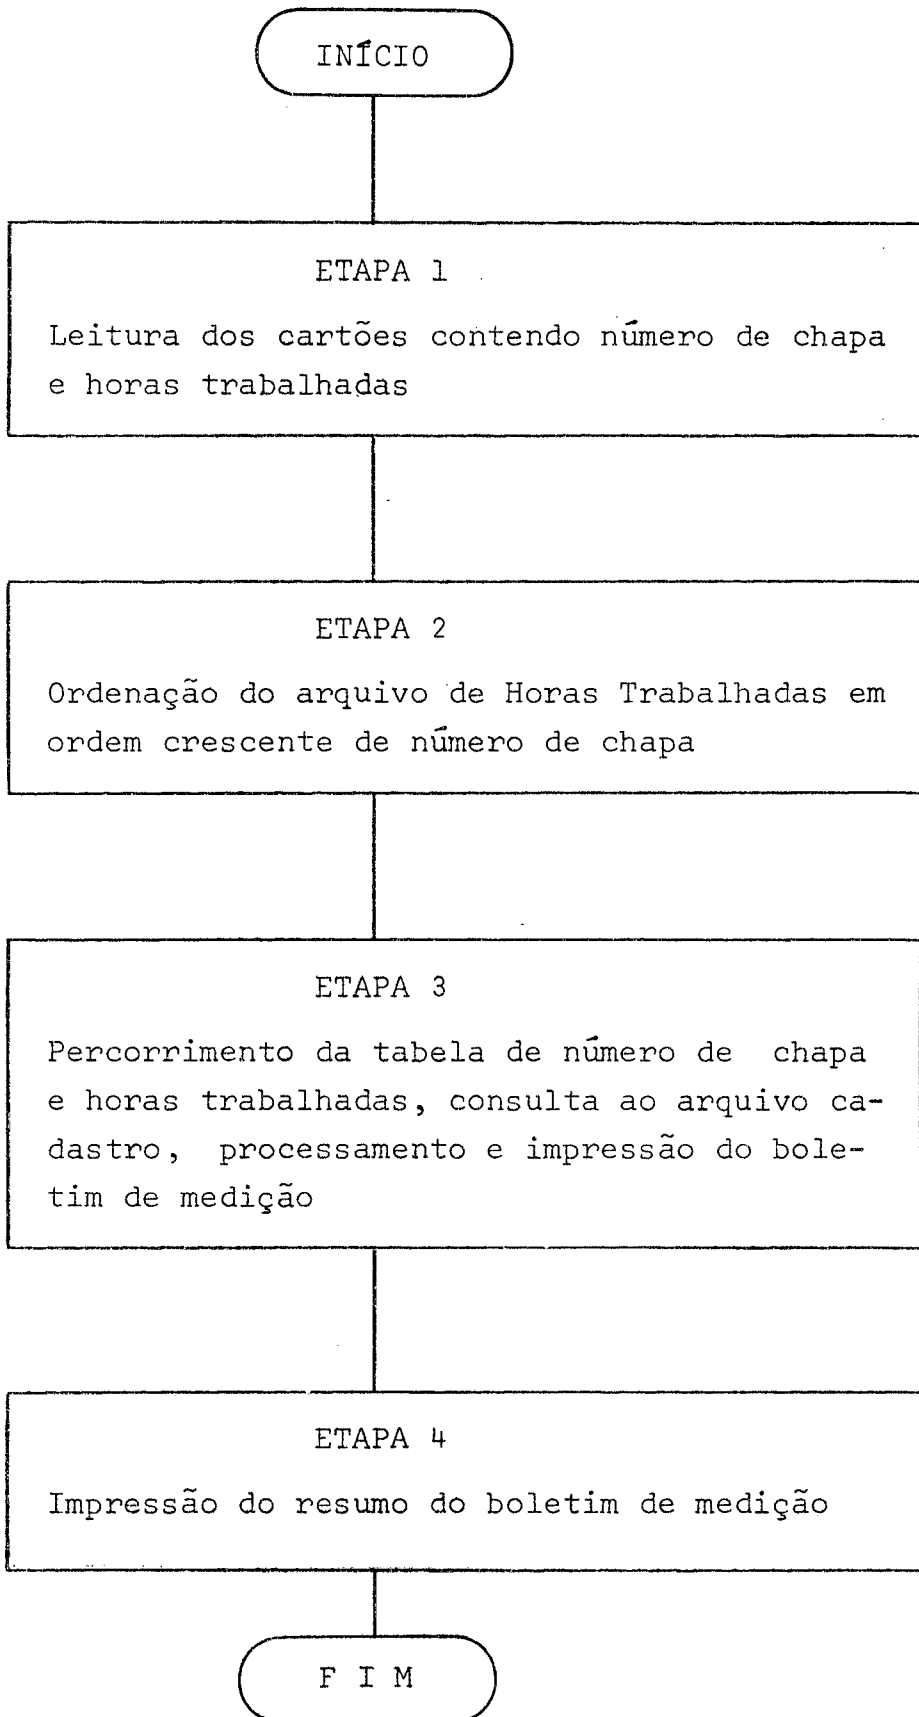 INÍCIO
ETAPA 1
Leitura dos cartões contendo número de chapa
e horas trabalhadas
ETAPA 2
Ordenação do arquivo de Horas Trabalhadas em
ordem crescente de número de chapa
ETAPA 3
Percorrimento da tabela de número de chapa
e horas trabalhadas, consulta ao arquivo ca-
dastro, processamento e impressão do bole-
tim de medição
ETAPA 4
Impressão do resumo do boletim de medição
F I M